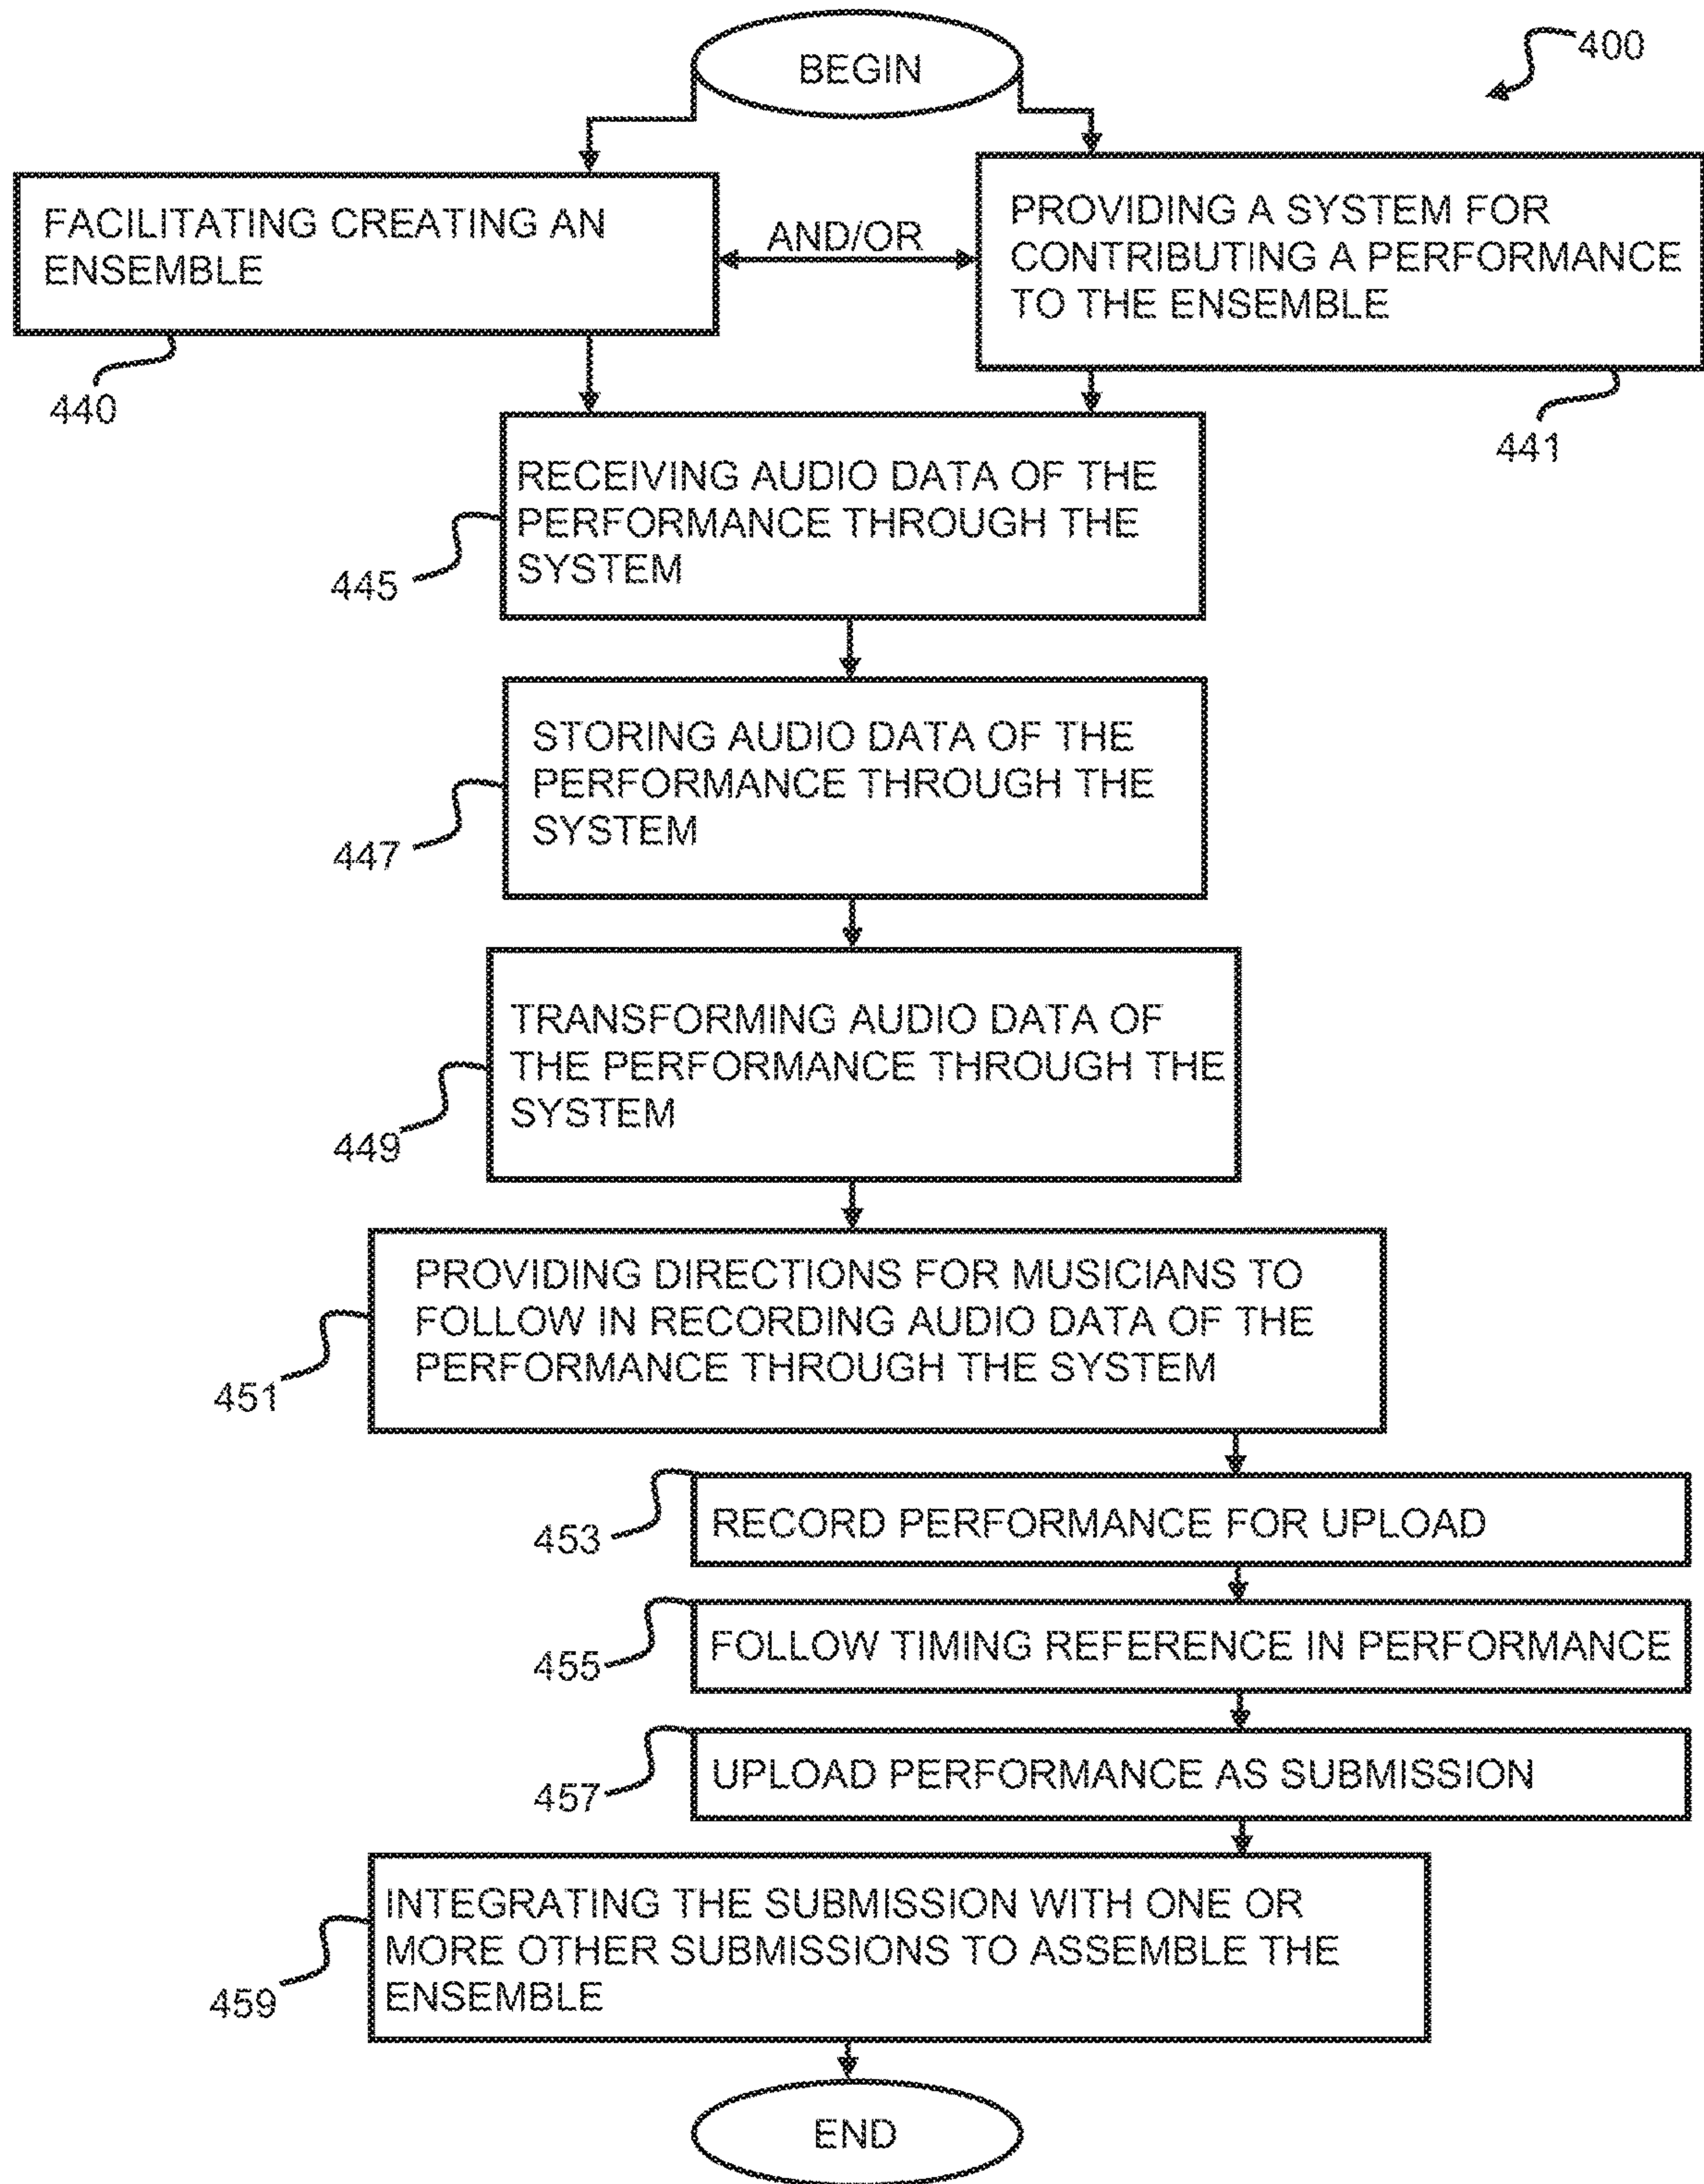 BEGIN
400
FACILITATING CREATING AN
ENSEMBLE
AND/OR
PROVIDING A SYSTEM FOR
CONTRIBUTING A PERFORMANCE
TO THE ENSEMBLE
440
441
RECEIVING AUDIO DATA OF THE
PERFORMANCE THROUGH THE
SYSTEM
445
STORING AUDIO DATA OF THE
PERFORMANCE THROUGH THE
SYSTEM
447
TRANSFORMING AUDIO DATA OF
THE PERFORMANCE THROUGH THE
SYSTEM
449
PROVIDING DIRECTIONS FOR MUSICIANS TO
FOLLOW IN RECORDING AUDIO DATA OF THE
PERFORMANCE THROUGH THE SYSTEM
451
RECORD PERFORMANCE FOR UPLOAD
453
FOLLOW TIMING REFERENCE IN PERFORMANCE
455
UPLOAD PERFORMANCE AS SUBMISSION
457
INTEGRATING THE SUBMISSION WITH ONE OR
MORE OTHER SUBMISSIONS TO ASSEMBLE THE
ENSEMBLE
459
END